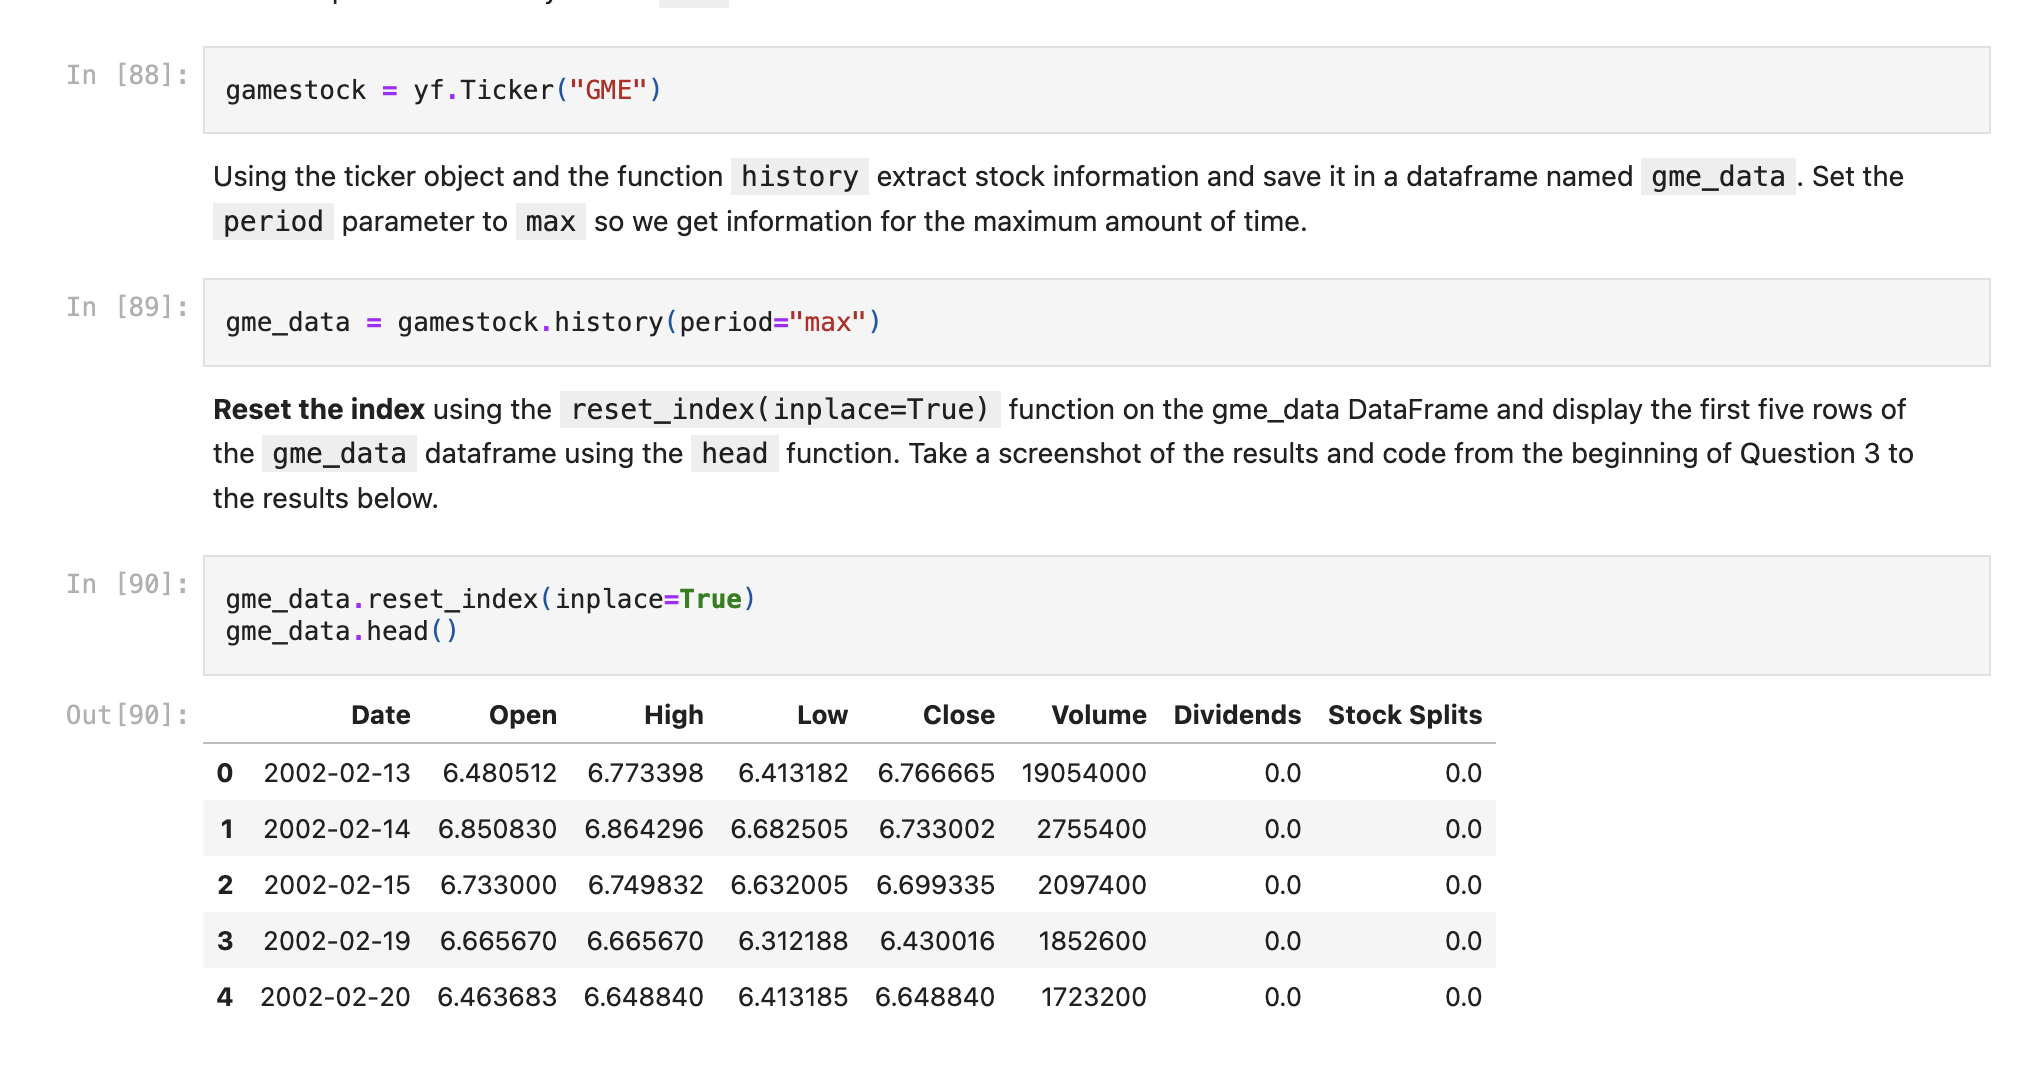 In [88]:
gamestock = yf.Ticker("GME")
Using the ticker object and the function history extract stock information and save it in a dataframe named gme_data . Set the
period parameter to max so we get information for the maximum amount of time.
In [89]:
gme_data = gamestock.history(period="max")
Reset the index using the reset_index(inplace=True) function on the gme_data DataFrame and display the first five rows of
the gme_data dataframe using the head function. Take a screenshot of the results and code from the beginning of Question 3 to
the results below.
In [90]:
gme_data.reset_index(inplace=True)
gme_data.head()
Out[90]:
Date Open High Low Close Volume Dividends Stock Splits
0 2002-02-13 6.480512 6.773398 6.413182 6.766665 19054000 0.0 0.0
1 2002-02-14 6.850830 6.864296 6.682505 6.733002 2755400 0.0 0.0
2 2002-02-15 6.733000 6.749832 6.632005 6.699335 2097400 0.0 0.0
3 2002-02-19 6.665670 6.665670 6.312188 6.430016 1852600 0.0 0.0
4 2002-02-20 6.463683 6.648840 6.413185 6.648840 1723200 0.0 0.0